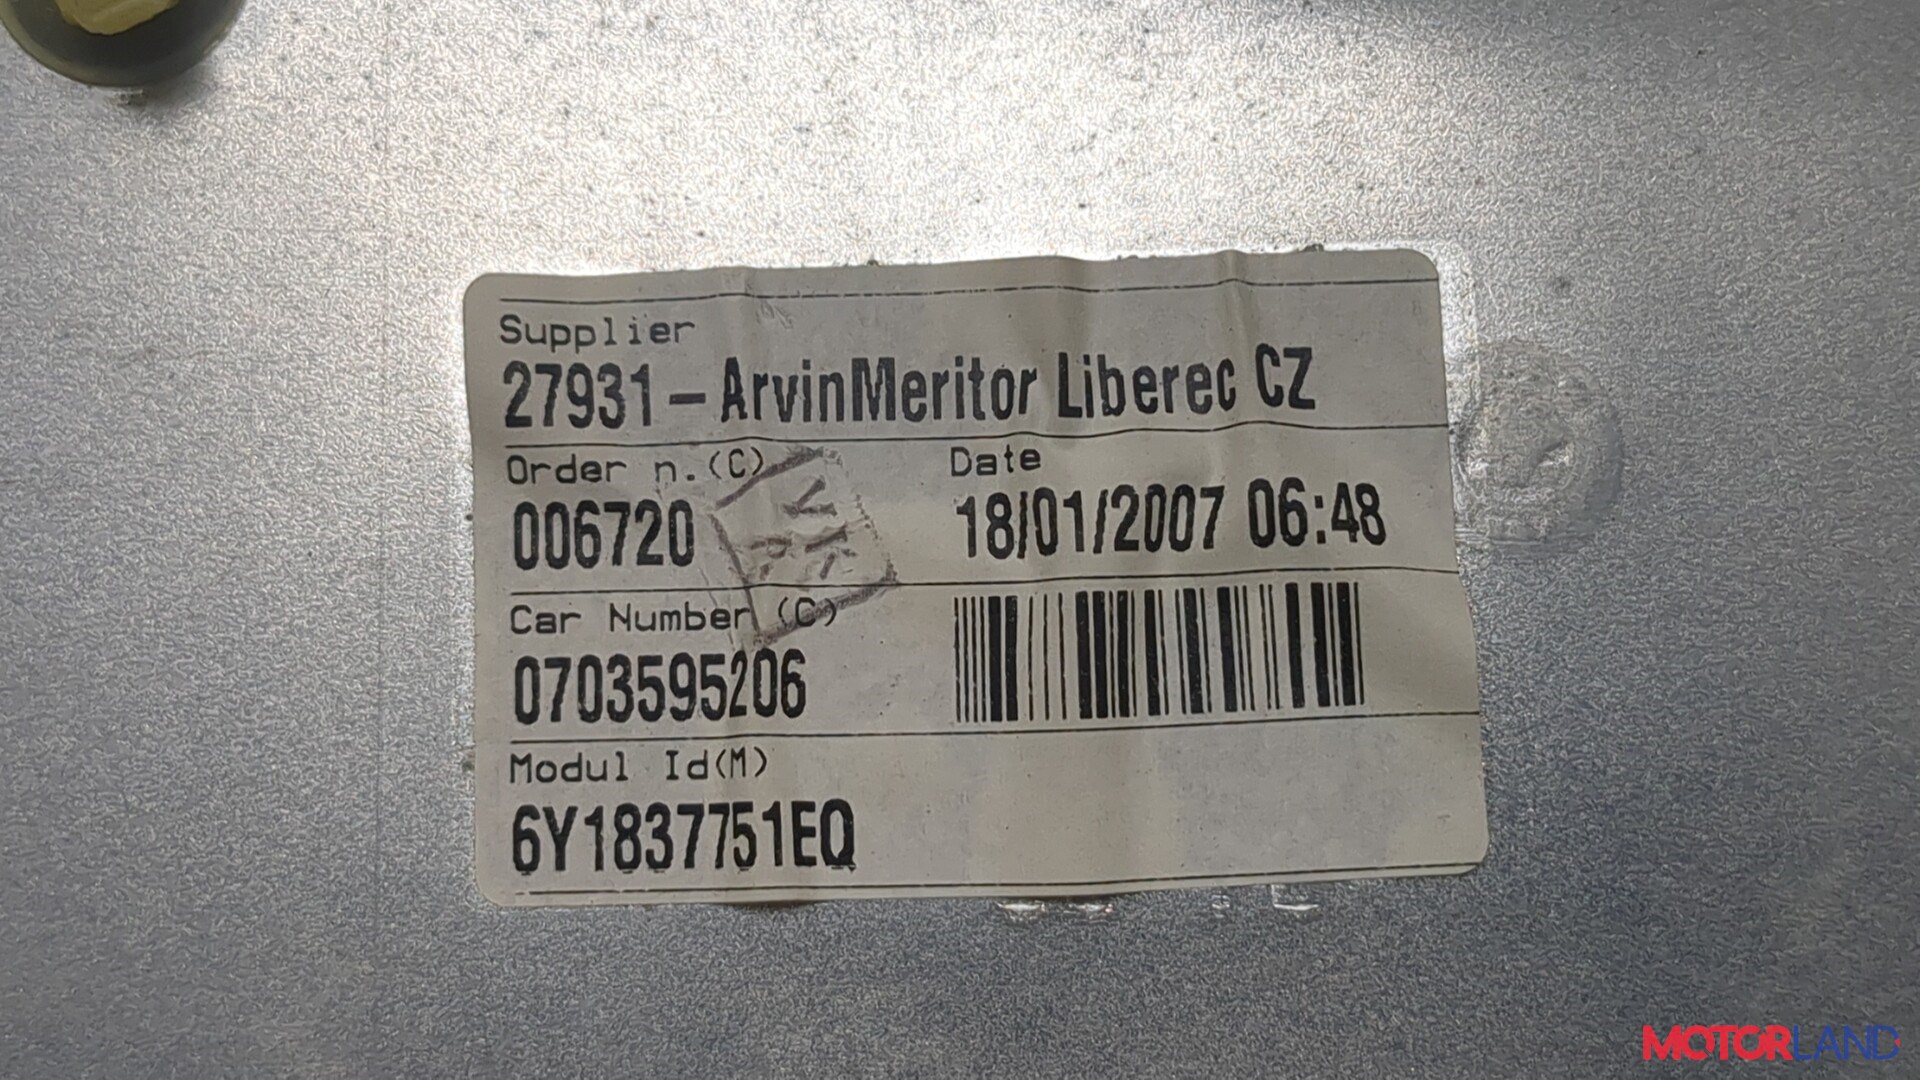 Supplier
27931-ArvinMeritor Liberec CZ
Order n.(C)
006720
Date
18/01/2007 06:48
Car Number (C)
0703595206
Modul Id(M)
6Y1837751EQ
MOTORLAND